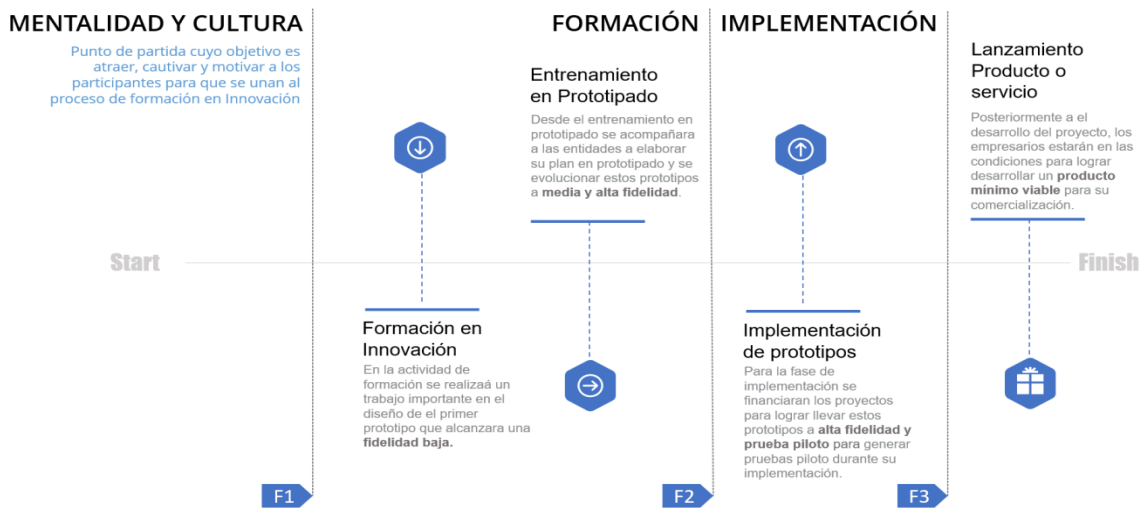 MENTALIDAD Y CULTURA
Punto de partida cuyo objetivo es
atraer, cautivar y motivar a los
participantes para que se unan al
proceso de formación en Innovación
FORMACIÓN
IMPLEMENTACIÓN
Entrenamiento
en Prototipado
Desde el entrenamiento en
prototipado se acompañara
a las entidades a elaborar
su plan en prototipado y se
evolucionar estos prototipos
a media y alta fidelidad.
Lanzamiento
Producto o
servicio
Posteriormente a el
desarrollo del proyecto, los
empresarios estarán en las
condiciones para lograr
desarrollar un producto
mínimo viable para su
comercialización.
Start
Finish
Formación en
Innovación
En la actividad de
formación se realizaá un
trabajo importante en el
diseño de el primer
prototipo que alcanzara una
fidelidad baja.
Implementación
de prototipos
Para la fase de
implementación se
financiaran los proyectos
para lograr llevar estos
prototipos a alta fidelidad y
prueba piloto para generar
pruebas piloto durante su
implementación.
F1
F2
F3